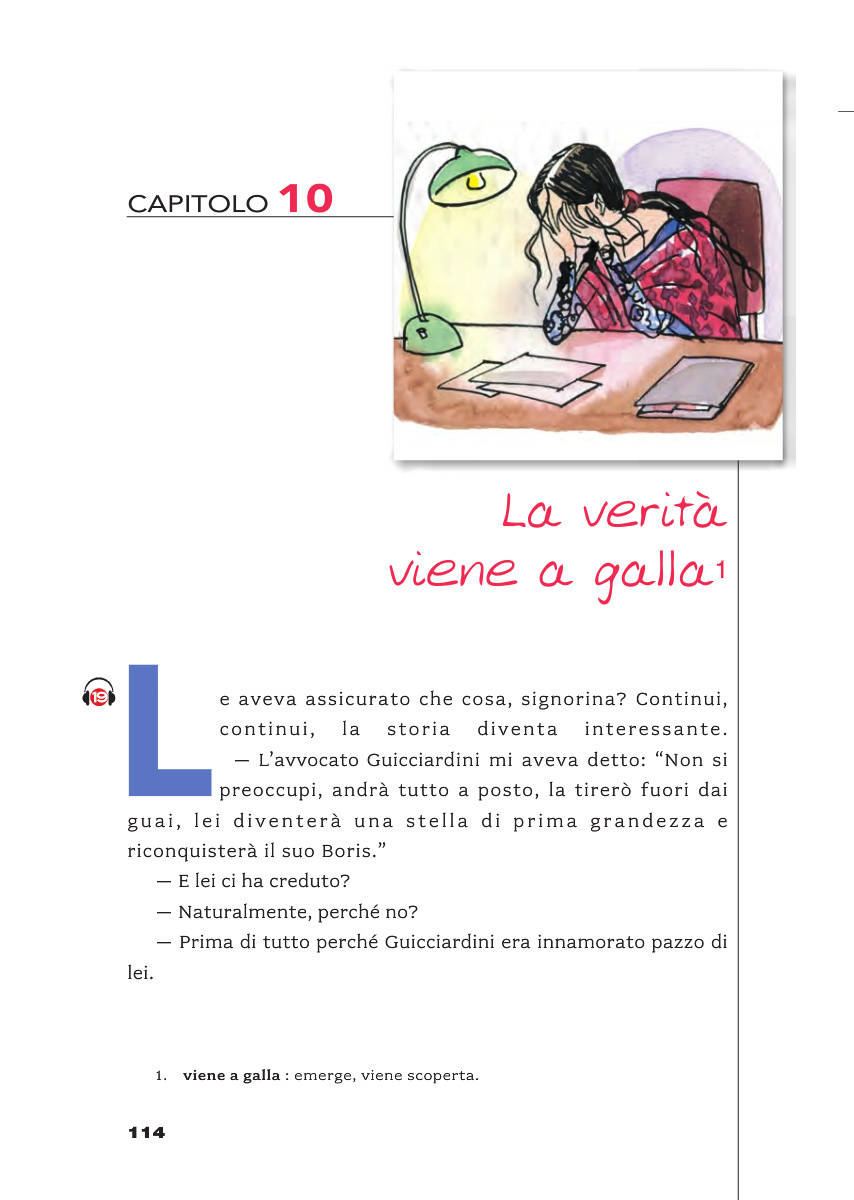 CAPITOLO 10
La verità
viene a galla1
19
Le aveva assicurato che cosa, signorina? Continui,
continui, la storia diventa interessante.
— L’avvocato Guicciardini mi aveva detto: “Non si
preoccupi, andrà tutto a posto, la tirerò fuori dai
guai, lei diventerà una stella di prima grandezza e
riconquisterà il suo Boris.”
— E lei ci ha creduto?
— Naturalmente, perché no?
— Prima di tutto perché Guicciardini era innamorato pazzo di
lei.
1. viene a galla : emerge, viene scoperta.
114